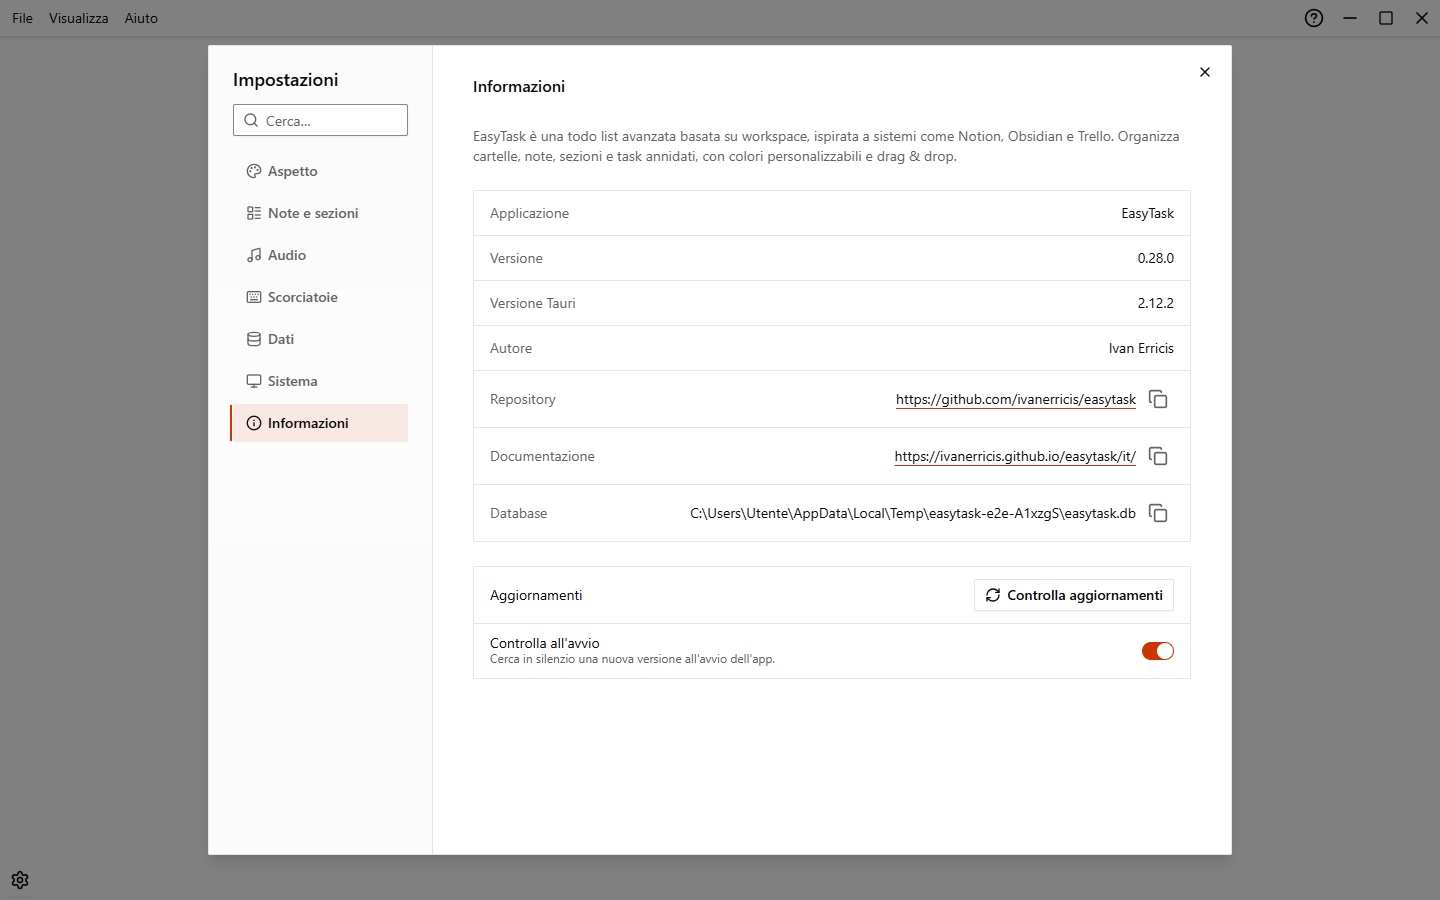 File Visualizza Aiuto
Impostazioni
Cerca...
Aspetto
Note e sezioni
Audio
Scorciatoie
Dati
Sistema
Informazioni
Informazioni
EasyTask è una todo list avanzata basata su workspace, ispirata a sistemi come Notion, Obsidian e Trello. Organizza
cartelle, note, sezioni e task annidati, con colori personalizzabili e drag & drop.
Applicazione EasyTask
Versione 0.28.0
Versione Tauri 2.12.2
Autore Ivan Erricis
Repository https://github.com/ivanerricis/easytask
Documentazione https://ivanerricis.github.io/easytask/it/
Database C:\Users\Utente\AppData\Local\Temp\easytask-e2e-A1xzgS\easytask.db
Aggiornamenti Controlla aggiornamenti
Controlla all'avvio
Cerca in silenzio una nuova versione all'avvio dell'app.